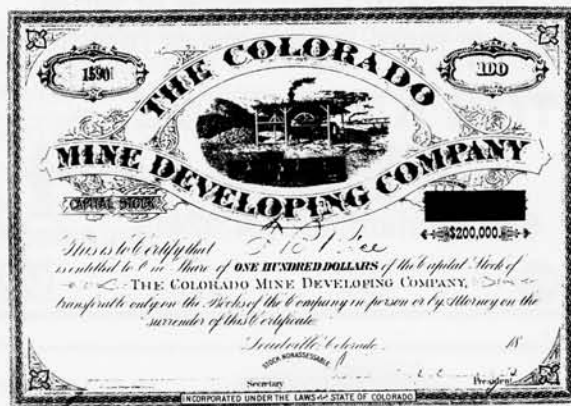 1590
100
THE COLORADO
MINE DEVELOPING COMPANY
CAPITAL STOCK
$200,000.
This is to Certify that
is entitled to One Share of ONE HUNDRED DOLLARS of the Capital Stock of
THE COLORADO MINE DEVELOPING COMPANY,
transferable only on the Books of the Company in person or by Attorney on the
surrender of this Certificate.
Leadville, Colorado 18
STOCK NONASSESSABLE
Secretary President
INCORPORATED UNDER THE LAWS OF THE STATE OF COLORADO